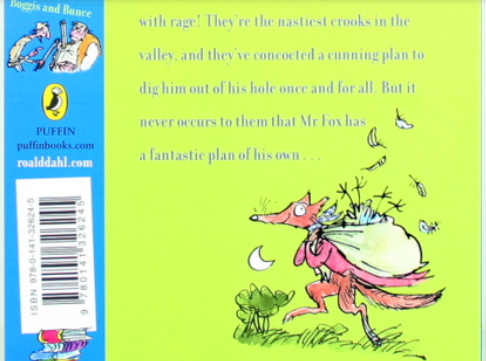 Boggis and Bunce
with rage! They're the nastiest crooks in the
valley, and they've concocted a cunning plan to
dig him out of his hole once and for all. But it
never occurs to them that Mr Fox has
a fantastic plan of his own . . .
PUFFIN
puffinbooks.com
roalddahl.com
ISBN 978-0-141-32624-5
9 780141 326245